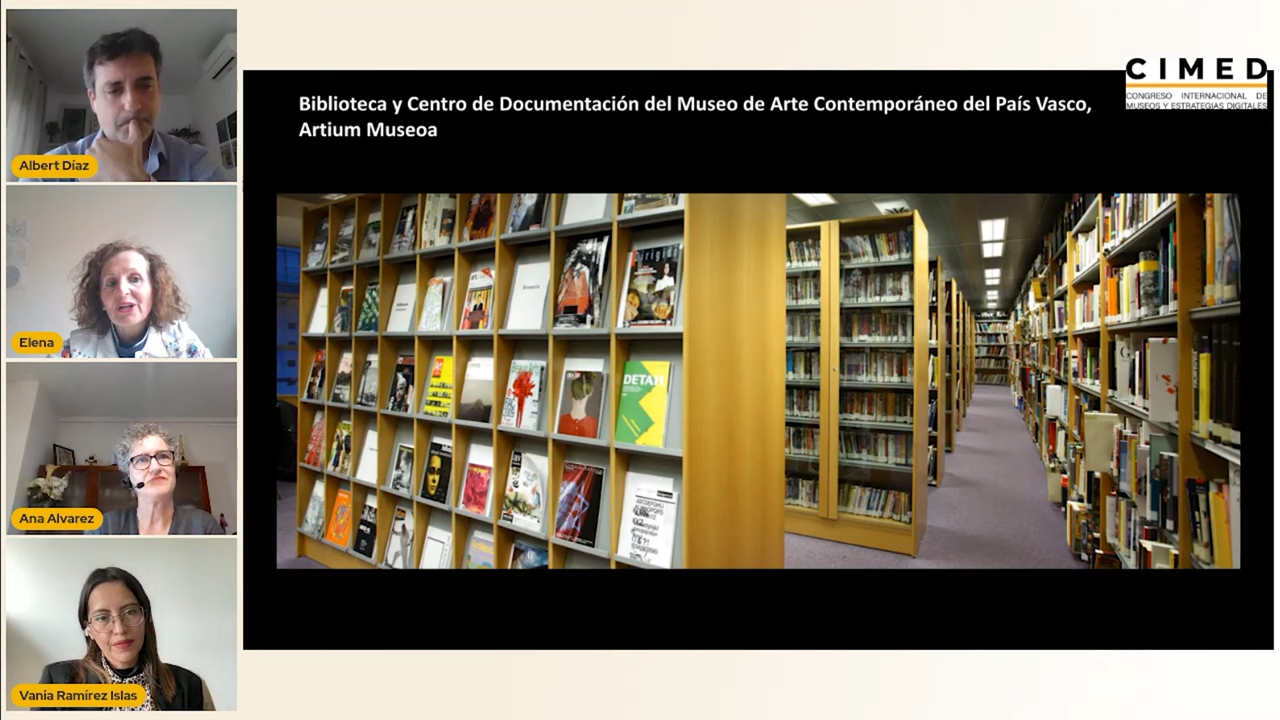 Albert Díaz
Elena
Ana Alvarez
Vania Ramírez Islas
Biblioteca y Centro de Documentación del Museo de Arte Contemporáneo del País Vasco,
Artium Museoa
CIMED
CONGRESO INTERNACIONAL DE
MUSEOS Y ESTRATEGIAS DIGITALES
DETAIL